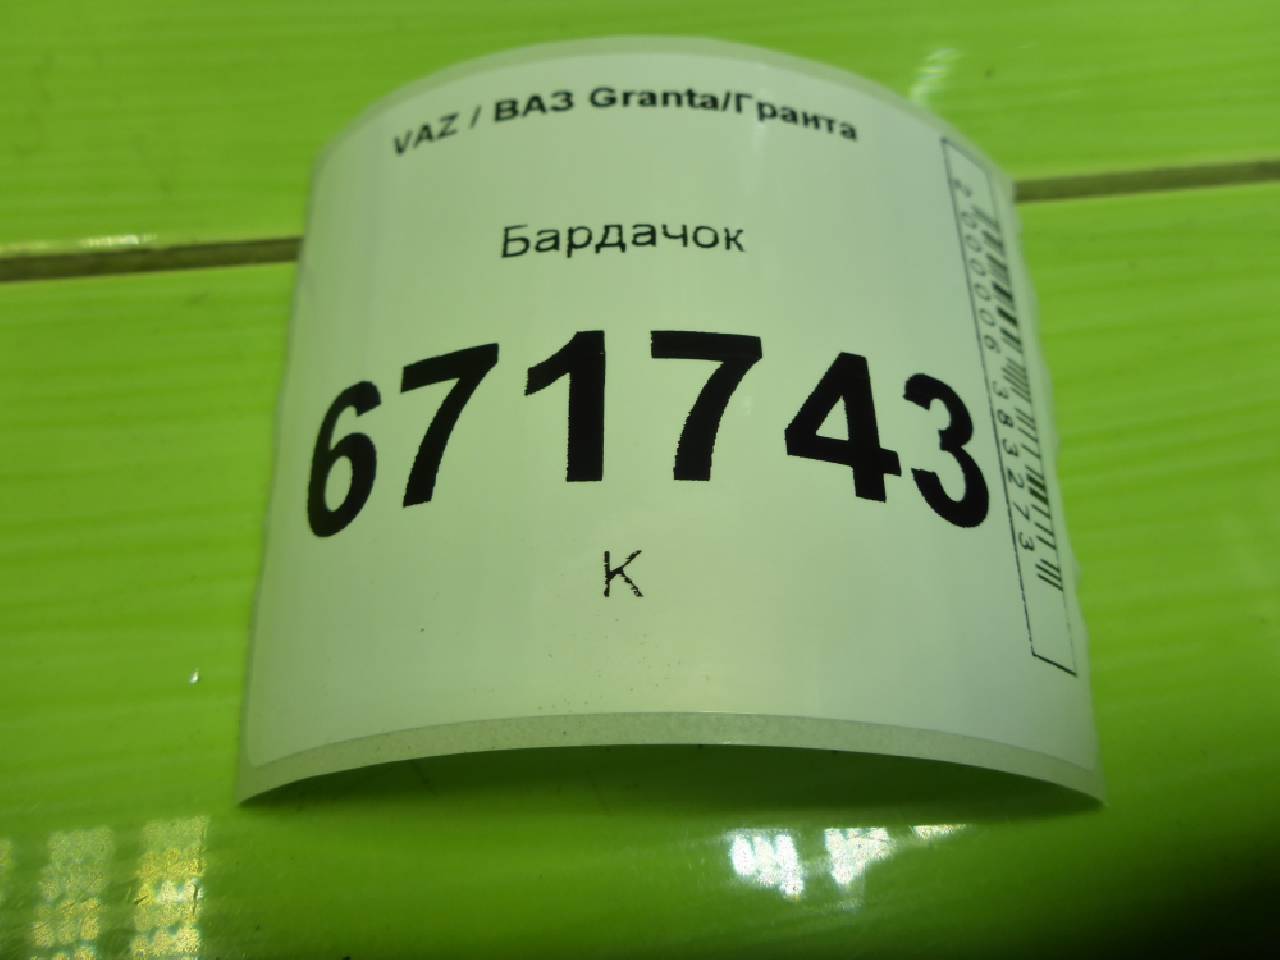 VAZ / ВАЗ Granta/Гранта
Бардачок
671743
К
2000006383273